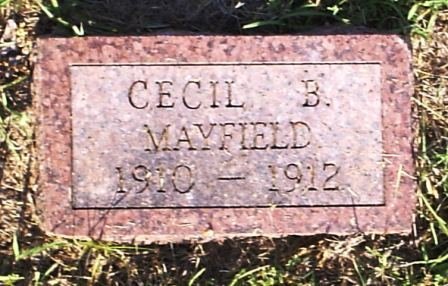 CECIL B.
MAYFIELD
1910 — 1912